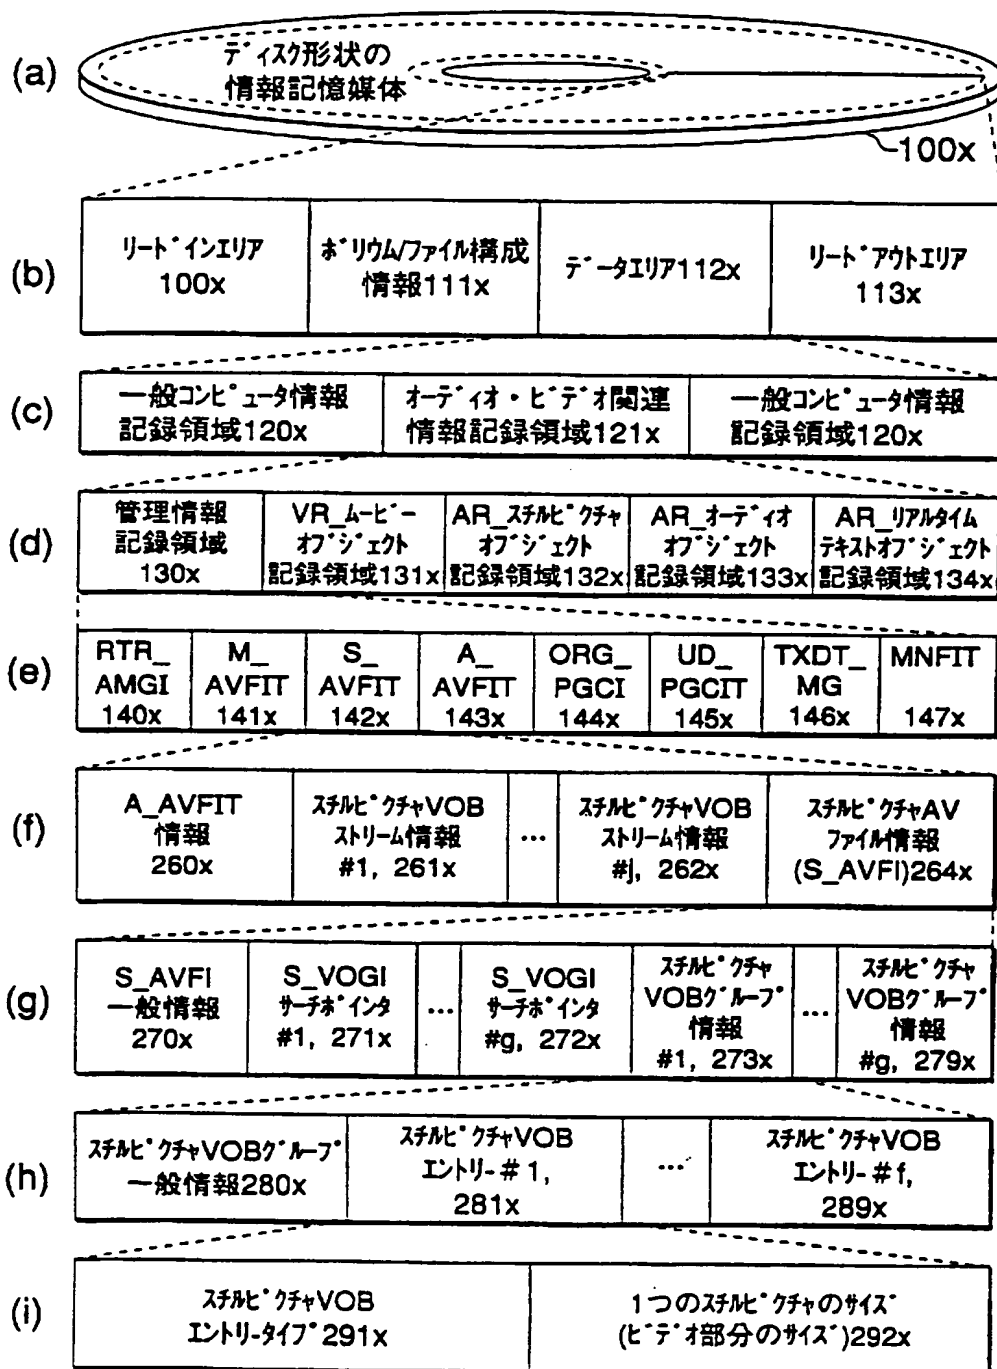 (a)
ディスク形状の
情報記憶媒体
100x
(b)
リードインエリア
100x
ボリウム/ファイル構成
情報111x
データエリア112x
リードアウトエリア
113x
(c)
一般コンピュータ情報
記録領域120x
オーディオ・ビデオ関連
情報記録領域121x
一般コンピュータ情報
記録領域120x
(d)
管理情報
記録領域
130x
VR_ムービー
オブジェクト
記録領域131x
AR_スチルピクチャ
オブジェクト
記録領域132x
AR_オーディオ
オブジェクト
記録領域133x
AR_リアルタイム
テキストオブジェクト
記録領域134x
(e)
RTR_
AMGI
140x
M_
AVFIT
141x
S_
AVFIT
142x
A_
AVFIT
143x
ORG_
PGCI
144x
UD_
PGCIT
145x
TXDT_
MG
146x
MNFIT
147x
(f)
A_AVFIT
情報
260x
スチルピクチャVOB
ストリーム情報
#1, 261x
...
スチルピクチャVOB
ストリーム情報
#j, 262x
スチルピクチャAV
ファイル情報
(S_AVFI)264x
(g)
S_AVFI
一般情報
270x
S_VOGI
サーチポインタ
#1, 271x
...
S_VOGI
サーチポインタ
#g, 272x
スチルピクチャ
VOBグループ
情報
#1, 273x
...
スチルピクチャ
VOBグループ
情報
#g, 279x
(h)
スチルピクチャVOBグループ
一般情報280x
スチルピクチャVOB
エントリー#1,
281x
...
スチルピクチャVOB
エントリー#f,
289x
(i)
スチルピクチャVOB
エントリータイプ291x
1つのスチルピクチャのサイズ
(ビデオ部分のサイズ)292x